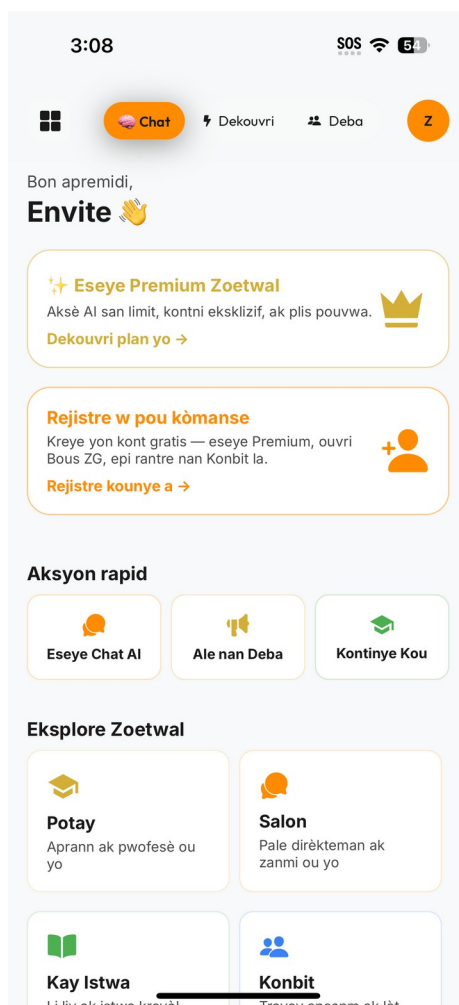 3:08
SOS
54
Chat
Dekouvri
Deba
Z
Bon apremidi,
Envite 👋
✨ Eseye Premium Zoetwal
Aksè AI san limit, kontni eksklizif, ak plis pouvwa.
Dekouvri plan yo →
Rejistre w pou kòmanse
Kreye yon kont gratis — eseye Premium, ouvri
Bous ZG, epi rantre nan Konbit la.
Rejistre kounye a →
Aksyon rapid
Eseye Chat AI
Ale nan Deba
Kontinye Kou
Eksplore Zoetwal
Potay
Aprann ak pwofesè ou
yo
Salon
Pale dirèkteman ak
zanmi ou yo
Kay Istwa
Konbit